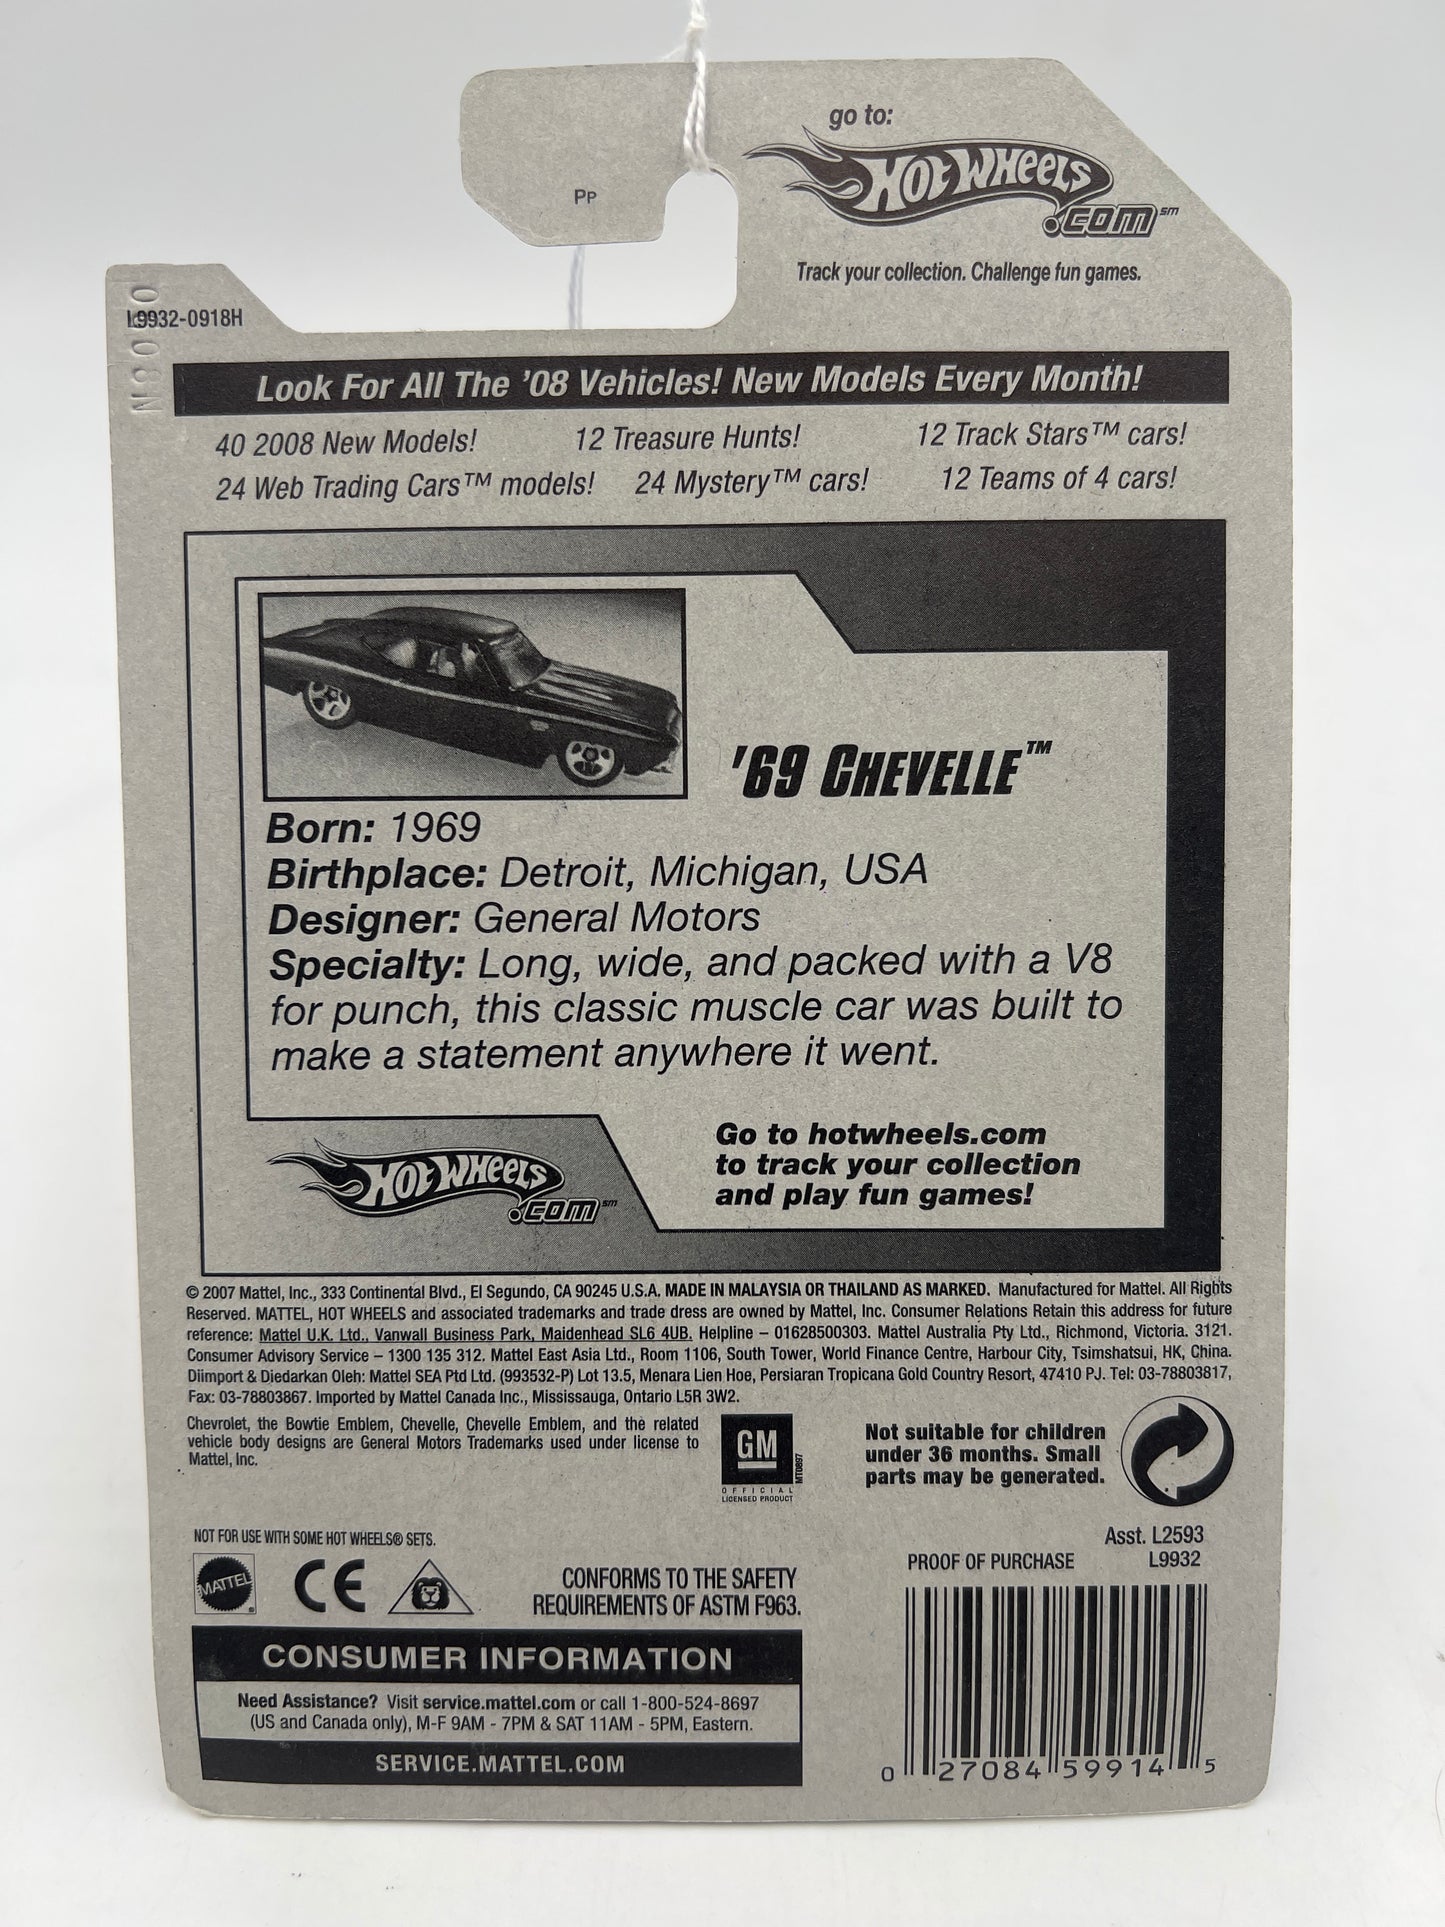 go to:
Hot Wheels
.com℠
Track your collection. Challenge fun games.
PP
L9932-0918H
Look For All The '08 Vehicles! New Models Every Month!
40 2008 New Models! 12 Treasure Hunts! 12 Track Stars™ cars!
24 Web Trading Cars™ models! 24 Mystery™ cars! 12 Teams of 4 cars!
'69 CHEVELLE™
Born: 1969
Birthplace: Detroit, Michigan, USA
Designer: General Motors
Specialty: Long, wide, and packed with a V8
for punch, this classic muscle car was built to
make a statement anywhere it went.
Hot Wheels
.com℠
Go to hotwheels.com
to track your collection
and play fun games!
© 2007 Mattel, Inc., 333 Continental Blvd., El Segundo, CA 90245 U.S.A. MADE IN MALAYSIA OR THAILAND AS MARKED. Manufactured for Mattel. All Rights
Reserved. MATTEL, HOT WHEELS and associated trademarks and trade dress are owned by Mattel, Inc. Consumer Relations Retain this address for future
reference: Mattel U.K. Ltd., Vanwall Business Park, Maidenhead SL6 4UB. Helpline – 01628500303. Mattel Australia Pty Ltd., Richmond, Victoria. 3121.
Consumer Advisory Service – 1300 135 312. Mattel East Asia Ltd., Room 1106, South Tower, World Finance Centre, Harbour City, Tsimshatsui, HK, China.
Diimport & Diedarkan Oleh: Mattel SEA Ptd Ltd. (993532-P) Lot 13.5, Menara Lien Hoe, Persiaran Tropicana Gold Country Resort, 47410 PJ. Tel: 03-78803817,
Fax: 03-78803867. Imported by Mattel Canada Inc., Mississauga, Ontario L5R 3W2.
Chevrolet, the Bowtie Emblem, Chevelle, Chevelle Emblem, and the related
vehicle body designs are General Motors Trademarks used under license to
Mattel, Inc.
GM
MT0897
OFFICIAL
LICENSED PRODUCT
Not suitable for children
under 36 months. Small
parts may be generated.
NOT FOR USE WITH SOME HOT WHEELS® SETS.
MATTEL®
CE
CONFORMS TO THE SAFETY
REQUIREMENTS OF ASTM F963.
Asst. L2593
PROOF OF PURCHASE L9932
CONSUMER INFORMATION
Need Assistance? Visit service.mattel.com or call 1-800-524-8697
(US and Canada only), M-F 9AM - 7PM & SAT 11AM - 5PM, Eastern.
SERVICE.MATTEL.COM
0 27084 59914 5